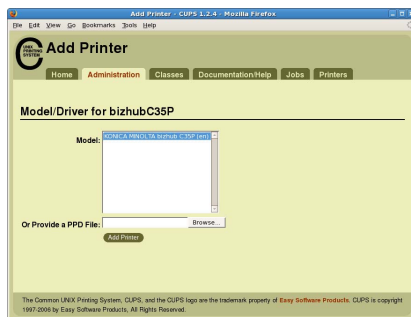 Add Printer - CUPS 1.2.4 - Mozilla Firefox
File Edit View Go Bookmarks Tools Help
UNIX PRINTING SYSTEM
Add Printer
Home Administration Classes Documentation/Help Jobs Printers
Model/Driver for bizhubC35P
Model: KONICA MINOLTA bizhub C35P (en)
Or Provide a PPD File: Browse...
Add Printer
The Common UNIX Printing System, CUPS, and the CUPS logo are the trademark property of Easy Software Products. CUPS is copyright
1997-2006 by Easy Software Products, All Rights Reserved.